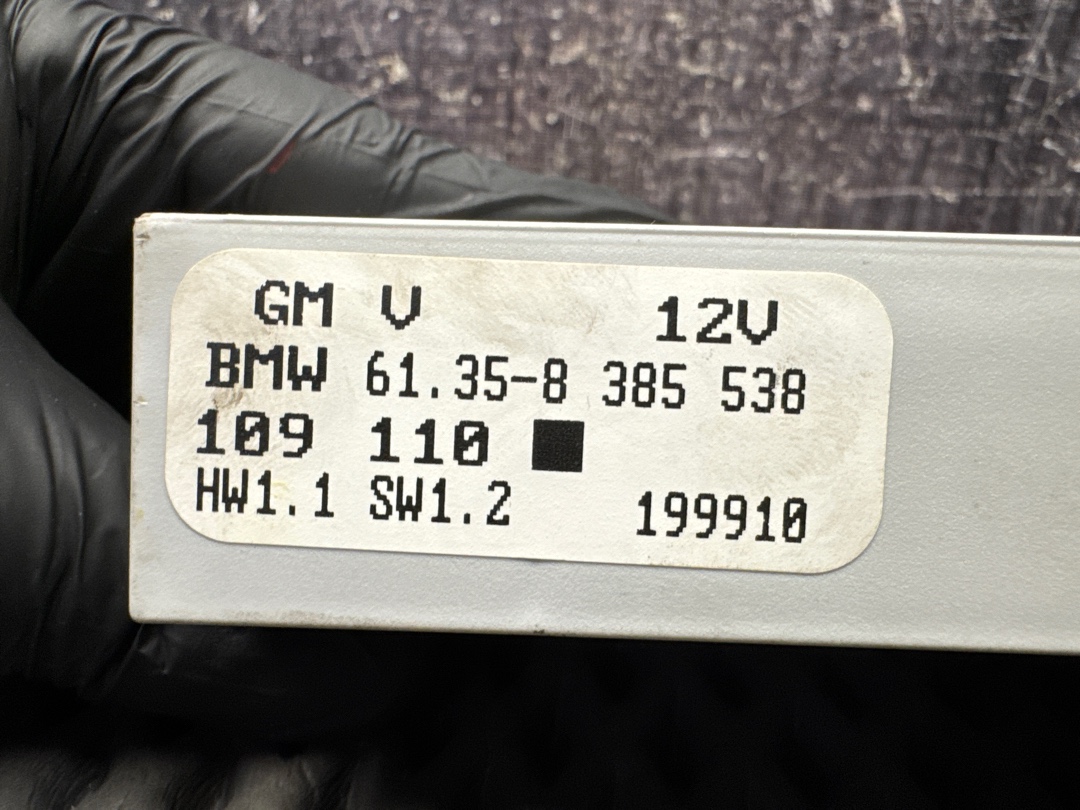 GM V 12V
BMW 61.35-8 385 538
109 110
HW1.1 SW1.2 199910